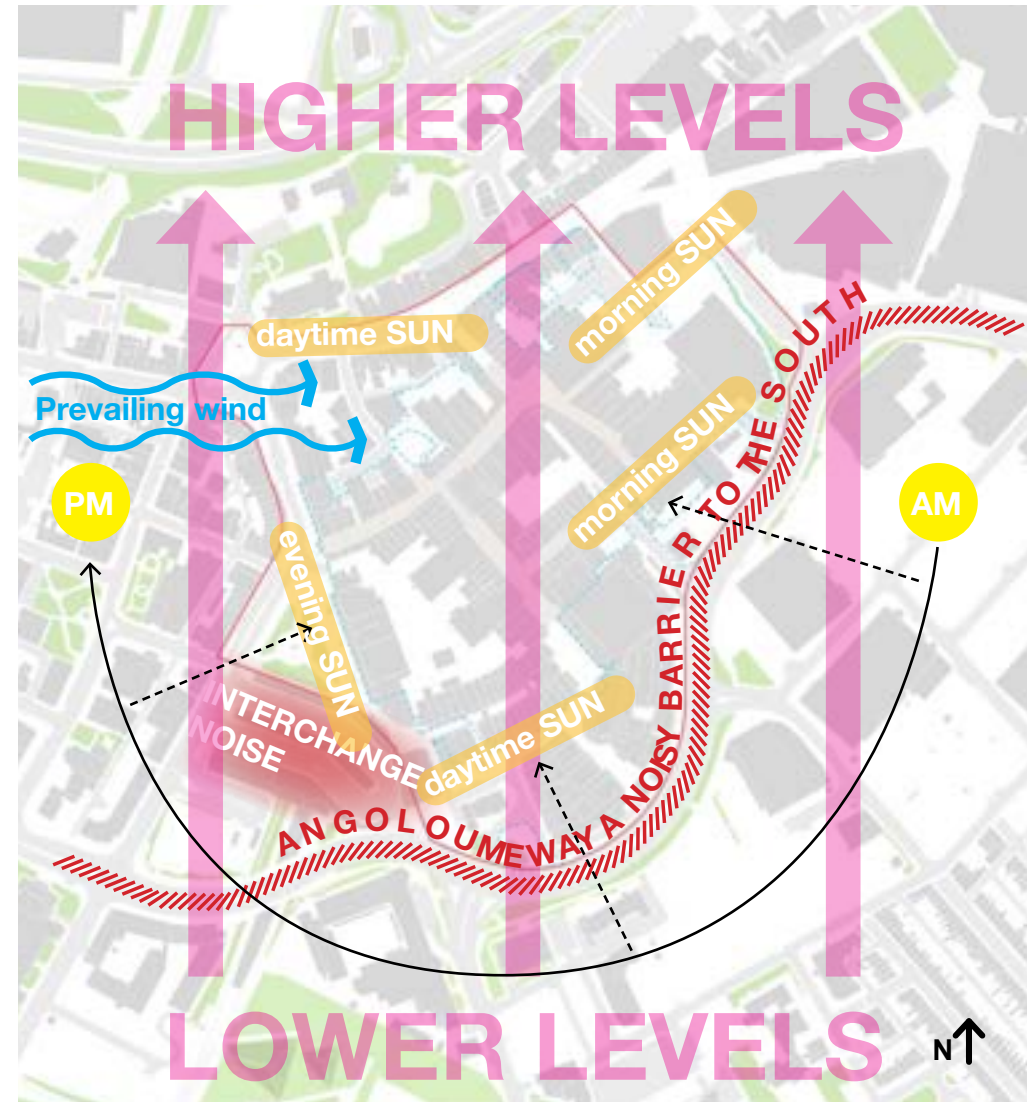 HIGHER LEVELS
morning SUN
daytime SUN
Prevailing wind
morning SUN
PM
AM
evening SUN
INTERCHANGE
NOISE
daytime SUN
ANGOLOUMEWAY A NOISY BARRIER TO THE SOUTH
LOWER LEVELS
N